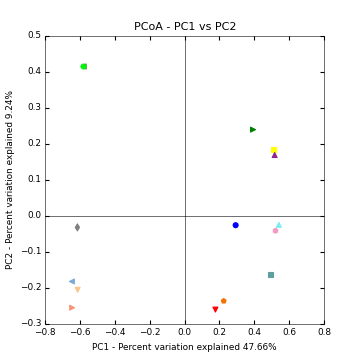 PCoA - PC1 vs PC2
0.5
0.4
0.3
0.2
0.1
0.0
−0.1
−0.2
−0.3
−0.8 −0.6 −0.4 −0.2 0.0 0.2 0.4 0.6 0.8
PC2 - Percent variation explained 9.24%
PC1 - Percent variation explained 47.66%